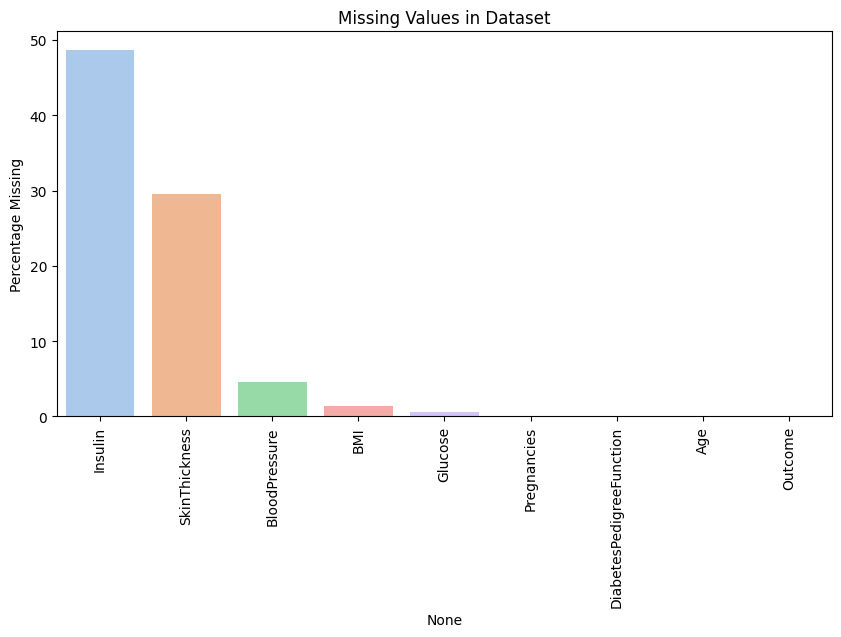 Missing Values in Dataset
Percentage Missing
50
40
30
20
10
0
Insulin
SkinThickness
BloodPressure
BMI
Glucose
Pregnancies
DiabetesPedigreeFunction
Age
Outcome
None